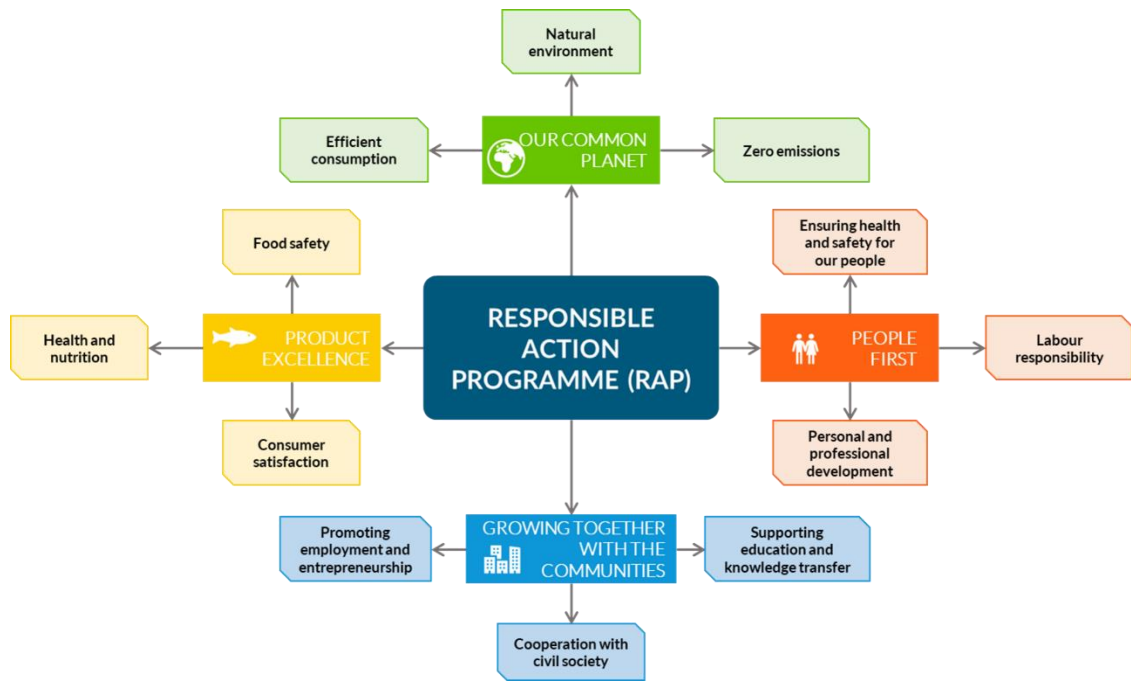 Natural
environment
OUR COMMON
PLANET
Efficient
consumption
Zero emissions
Food safety
Ensuring health
and safety for
our people
RESPONSIBLE
ACTION
PROGRAMME (RAP)
PRODUCT
EXCELLENCE
Health and
nutrition
PEOPLE
FIRST
Labour
responsibility
Consumer
satisfaction
Personal and
professional
development
Promoting
employment and
entrepreneurship
GROWING TOGETHER
WITH THE
COMMUNITIES
Supporting
education and
knowledge transfer
Cooperation with
civil society